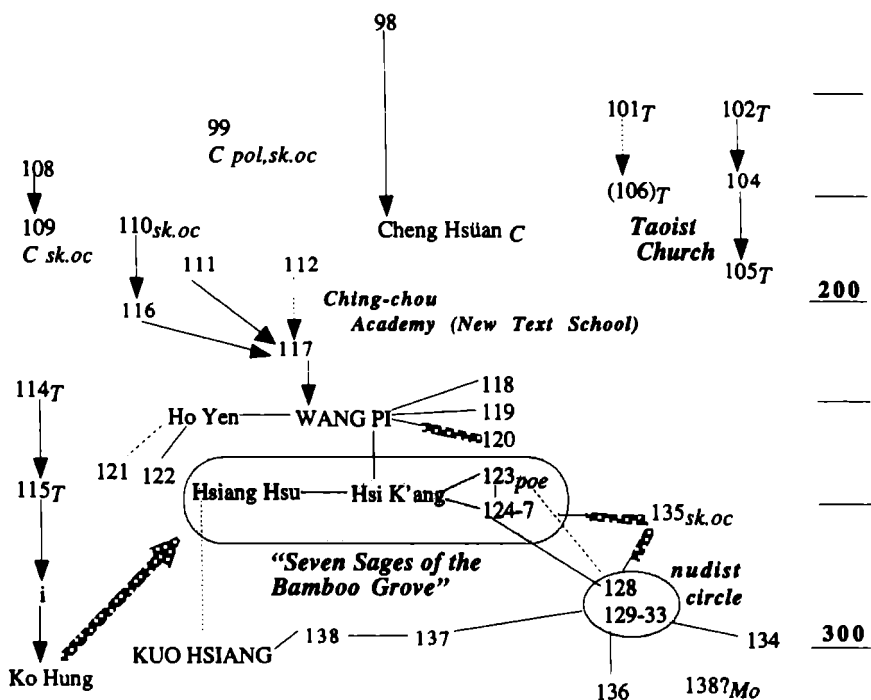 98
99
C pol,sk.oc
101T
102T
108
(106)T
104
109
C sk.oc
110sk.oc
Cheng Hsüan C
Taoist
Church
111
112
105T
116
Ching-chou
Academy (New Text School)
200
117
114T
118
Ho Yen
WANG PI
119
120
121
122
115T
Hsiang Hsu
Hsi K'ang
123poe
124-7
135sk.oc
"Seven Sages of the
Bamboo Grove"
nudist
circle
i
128
129-33
KUO HSIANG
138
137
134
300
Ko Hung
136
138?Mo